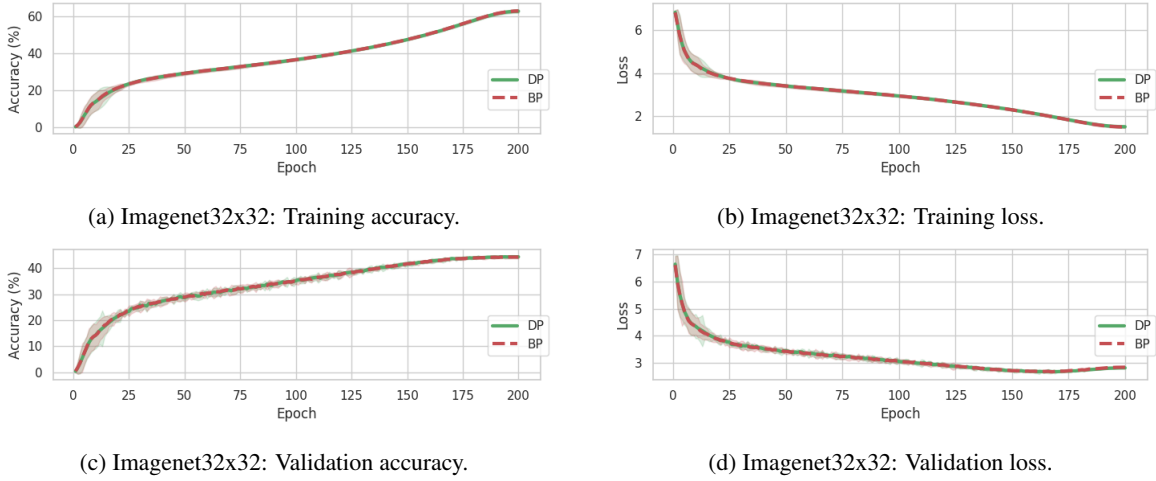 Accuracy (%)
60
40
20
0
0 25 50 75 100 125 150 175 200
Epoch
DP
BP
(a) Imagenet32x32: Training accuracy.
Loss
6
4
2
0 25 50 75 100 125 150 175 200
Epoch
DP
BP
(b) Imagenet32x32: Training loss.
Accuracy (%)
40
30
20
10
0
0 25 50 75 100 125 150 175 200
Epoch
DP
BP
(c) Imagenet32x32: Validation accuracy.
Loss
7
6
5
4
3
0 25 50 75 100 125 150 175 200
Epoch
DP
BP
(d) Imagenet32x32: Validation loss.